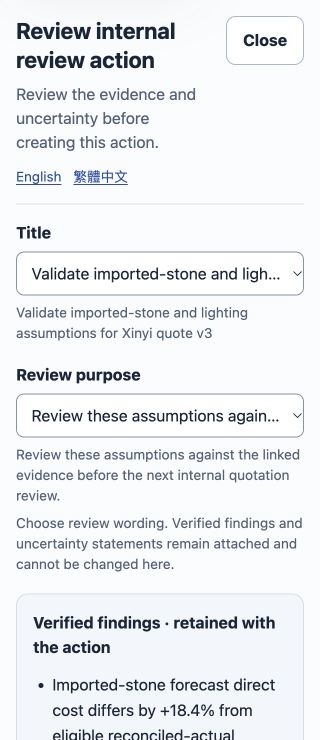 Review internal
review action
Close
Review the evidence and
uncertainty before
creating this action.
English 繁體中文
Title
Validate imported-stone and ligh...
Validate imported-stone and lighting
assumptions for Xinyi quote v3
Review purpose
Review these assumptions again...
Review these assumptions against the linked
evidence before the next internal quotation
review.
Choose review wording. Verified findings and
uncertainty statements remain attached and
cannot be changed here.
Verified findings · retained with
the action
• Imported-stone forecast direct
cost differs by +18.4% from
eligible reconciled-actual